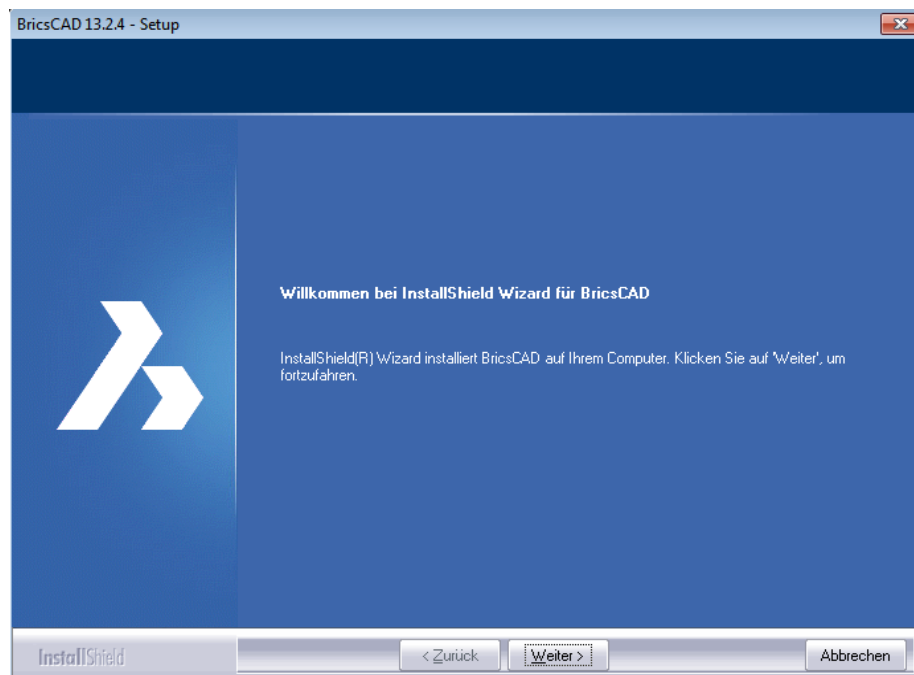 BricsCAD 13.2.4 - Setup
Willkommen bei InstallShield Wizard für BricsCAD
InstallShield(R) Wizard installiert BricsCAD auf Ihrem Computer. Klicken Sie auf 'Weiter', um
fortzufahren.
InstallShield
< Zurück Weiter > Abbrechen